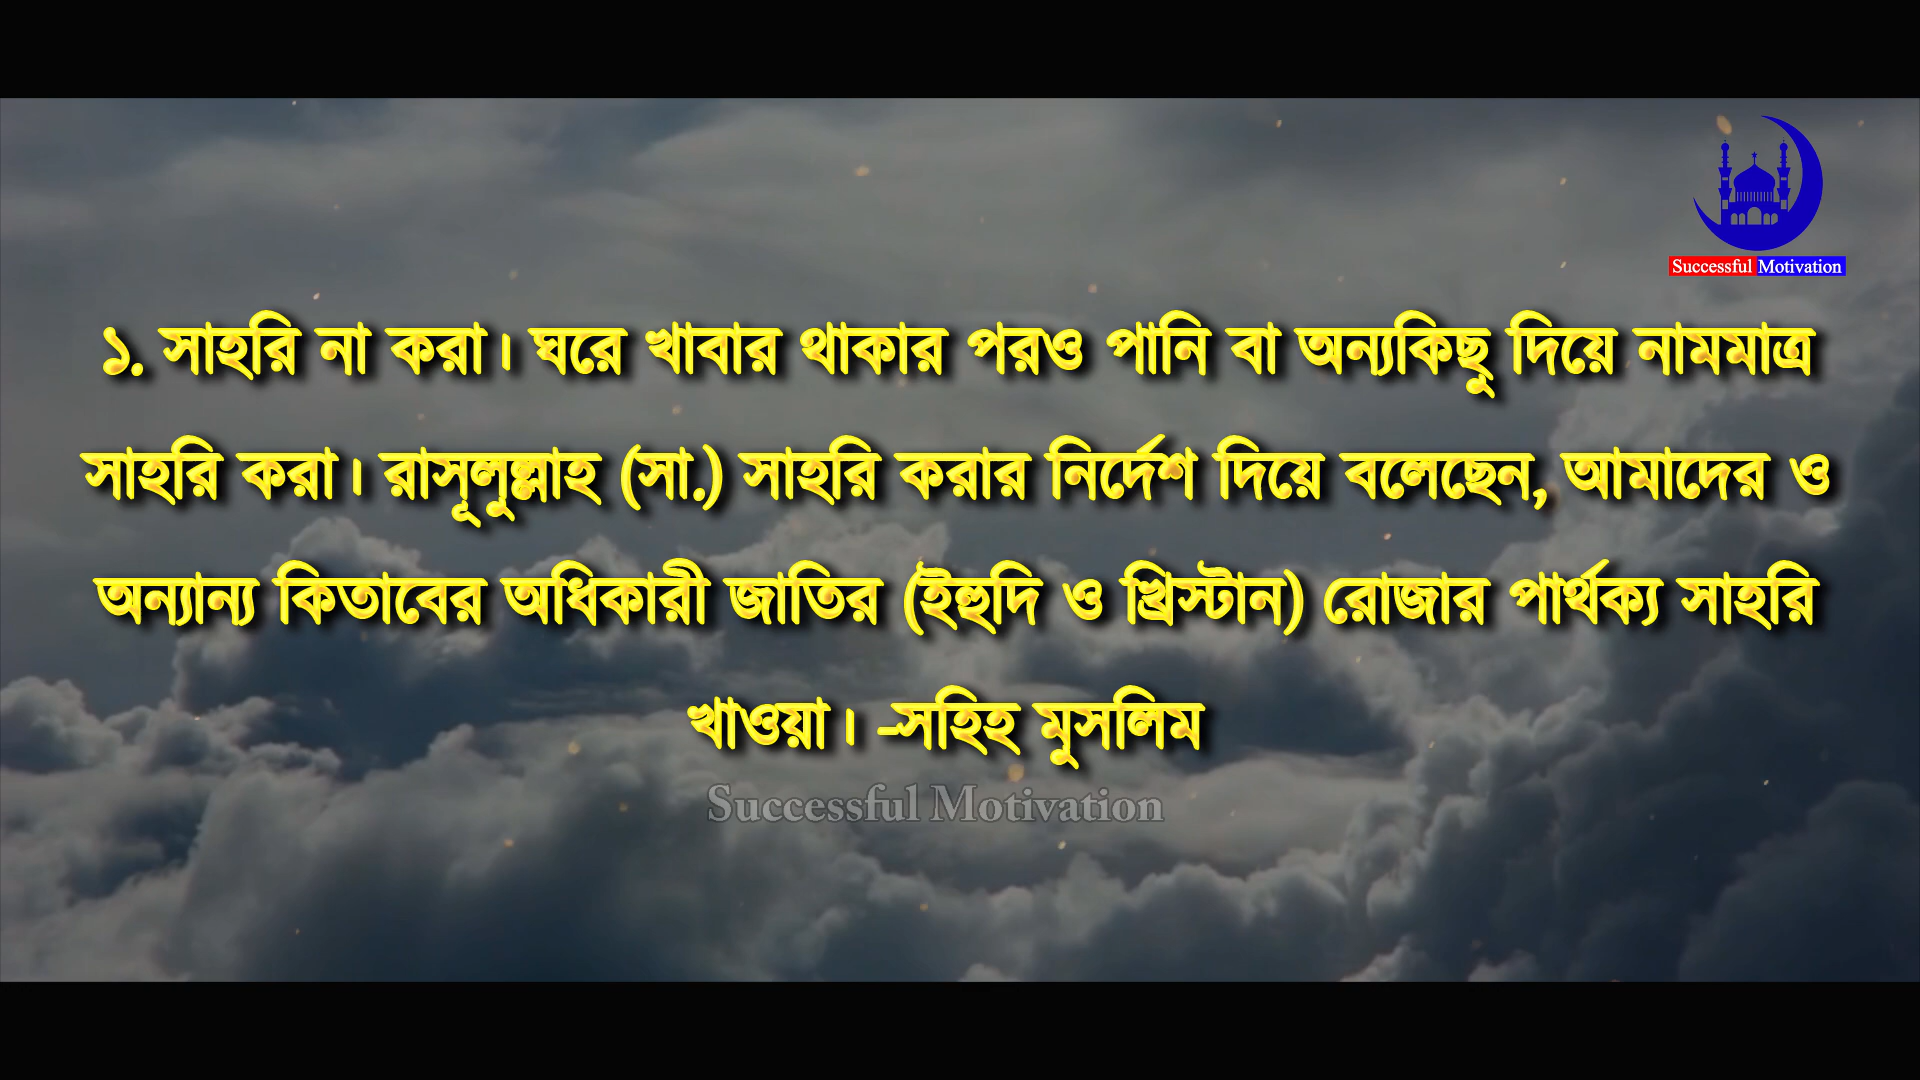 Successful Motivation
১. সাহরি না করা। ঘরে খাবার থাকার পরও পানি বা অন্যকিছু দিয়ে নামমাত্র
সাহরি করা। রাসূলুল্লাহ (সা.) সাহরি করার নির্দেশ দিয়ে বলেছেন, আমাদের ও
অন্যান্য কিতাবের অধিকারী জাতির (ইহুদি ও খ্রিস্টান) রোজার পার্থক্য সাহরি
খাওয়া। -সহিহ মুসলিম
Successful Motivation